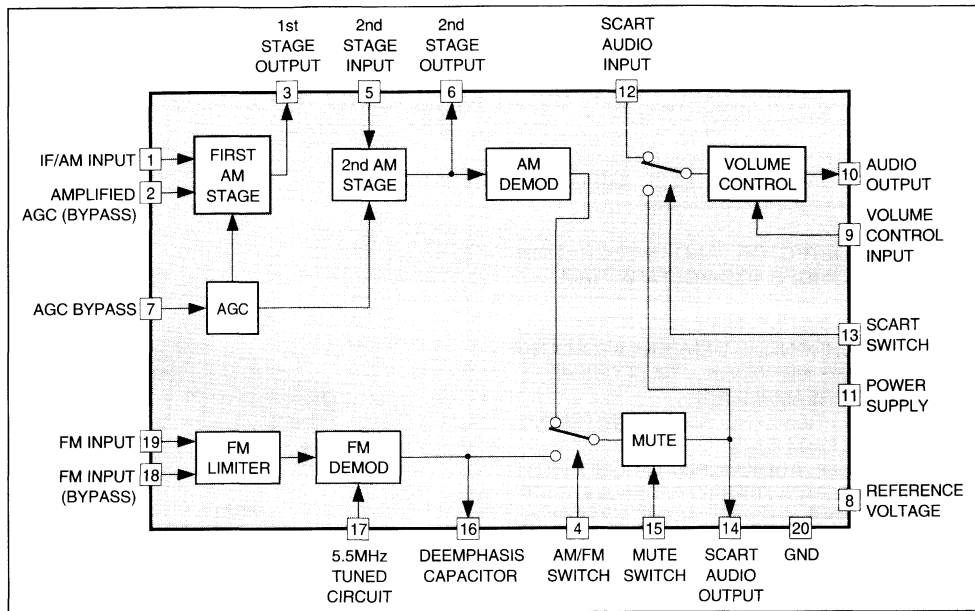 1st
STAGE
OUTPUT
2nd
STAGE
INPUT
2nd
STAGE
OUTPUT
SCART
AUDIO
INPUT
3
5
6
12
IF/AM INPUT
1
AMPLIFIED
AGC (BYPASS)
2
FIRST
AM
STAGE
2nd AM
STAGE
AM
DEMOD
VOLUME
CONTROL
10
AUDIO
OUTPUT
9
VOLUME
CONTROL
INPUT
AGC BYPASS
7
AGC
13
SCART
SWITCH
11
POWER
SUPPLY
FM INPUT
19
FM INPUT
(BYPASS)
18
FM
LIMITER
FM
DEMOD
MUTE
8
REFERENCE
VOLTAGE
17
16
4
15
14
20
5.5MHz
TUNED
CIRCUIT
DEEMPHASIS
CAPACITOR
AM/FM
SWITCH
MUTE
SWITCH
SCART
AUDIO
OUTPUT
GND